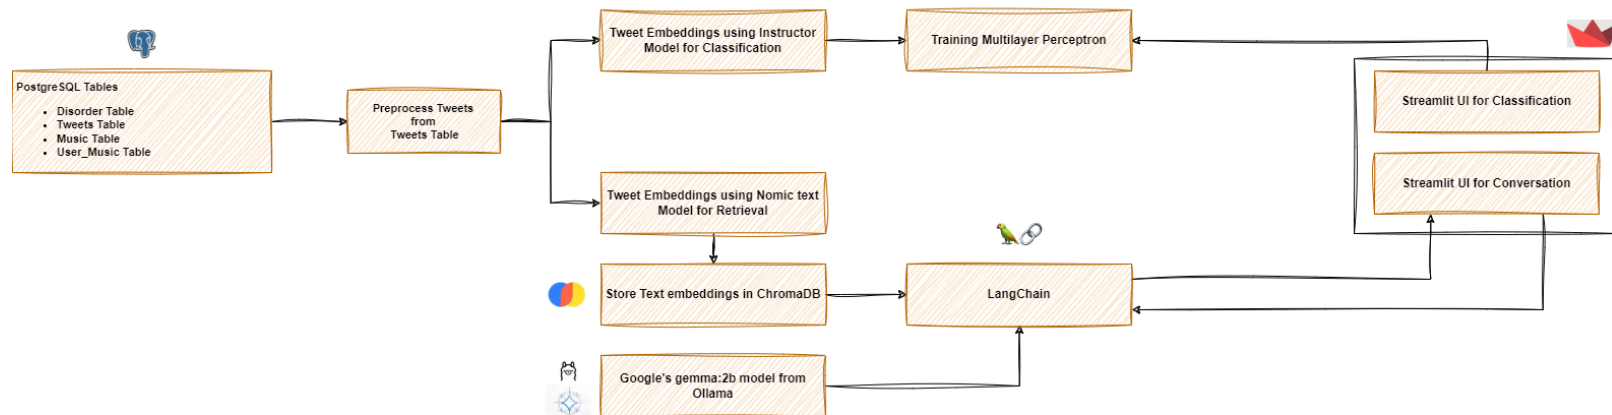 PostgreSQL Tables
Disorder Table
Tweets Table
Music Table
User_Music Table
Preprocess Tweets
from
Tweets Table
Tweet Embeddings using Instructor
Model for Classification
Training Multilayer Perceptron
Streamlit UI for Classification
Streamlit UI for Conversation
Tweet Embeddings using Nomic text
Model for Retrieval
Store Text embeddings in ChromaDB
LangChain
Google's gemma:2b model from
Ollama